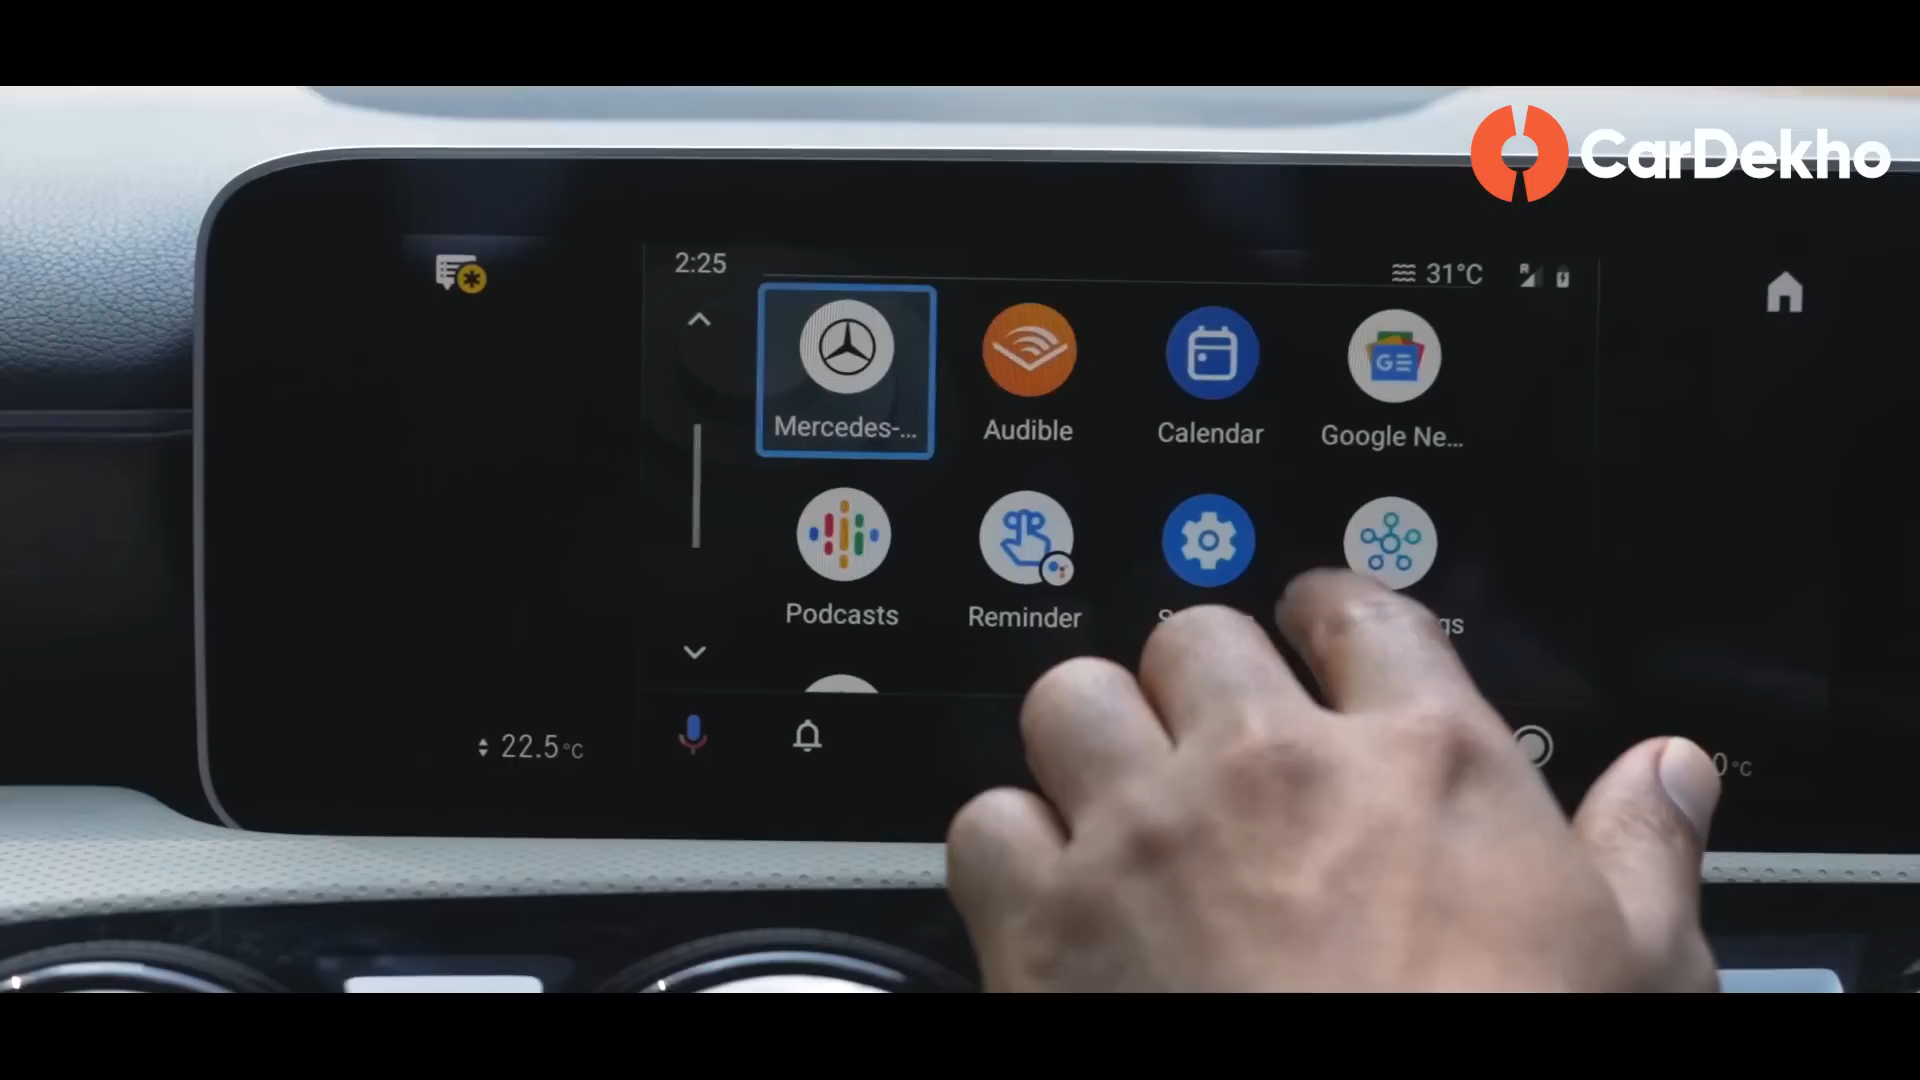 CarDekho
2:25
31°C
Mercedes-...
Audible
Calendar
Google Ne...
Podcasts
Reminder
22.5°C
°C